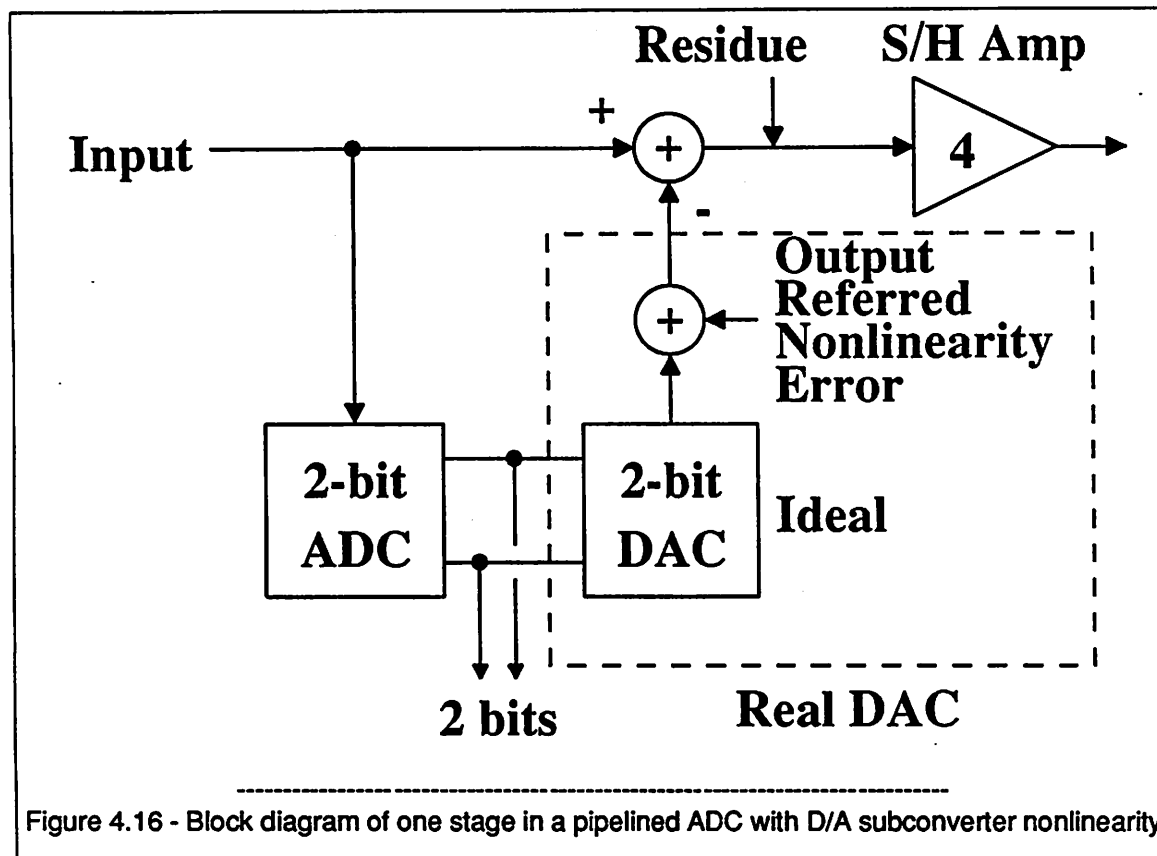 Residue
S/H Amp
+
Input
+
4
-
Output
Referred
Nonlinearity
Error
+
2-bit
ADC
2-bit
DAC
Ideal
2 bits
Real DAC
Figure 4.16 - Block diagram of one stage in a pipelined ADC with D/A subconverter nonlinearity